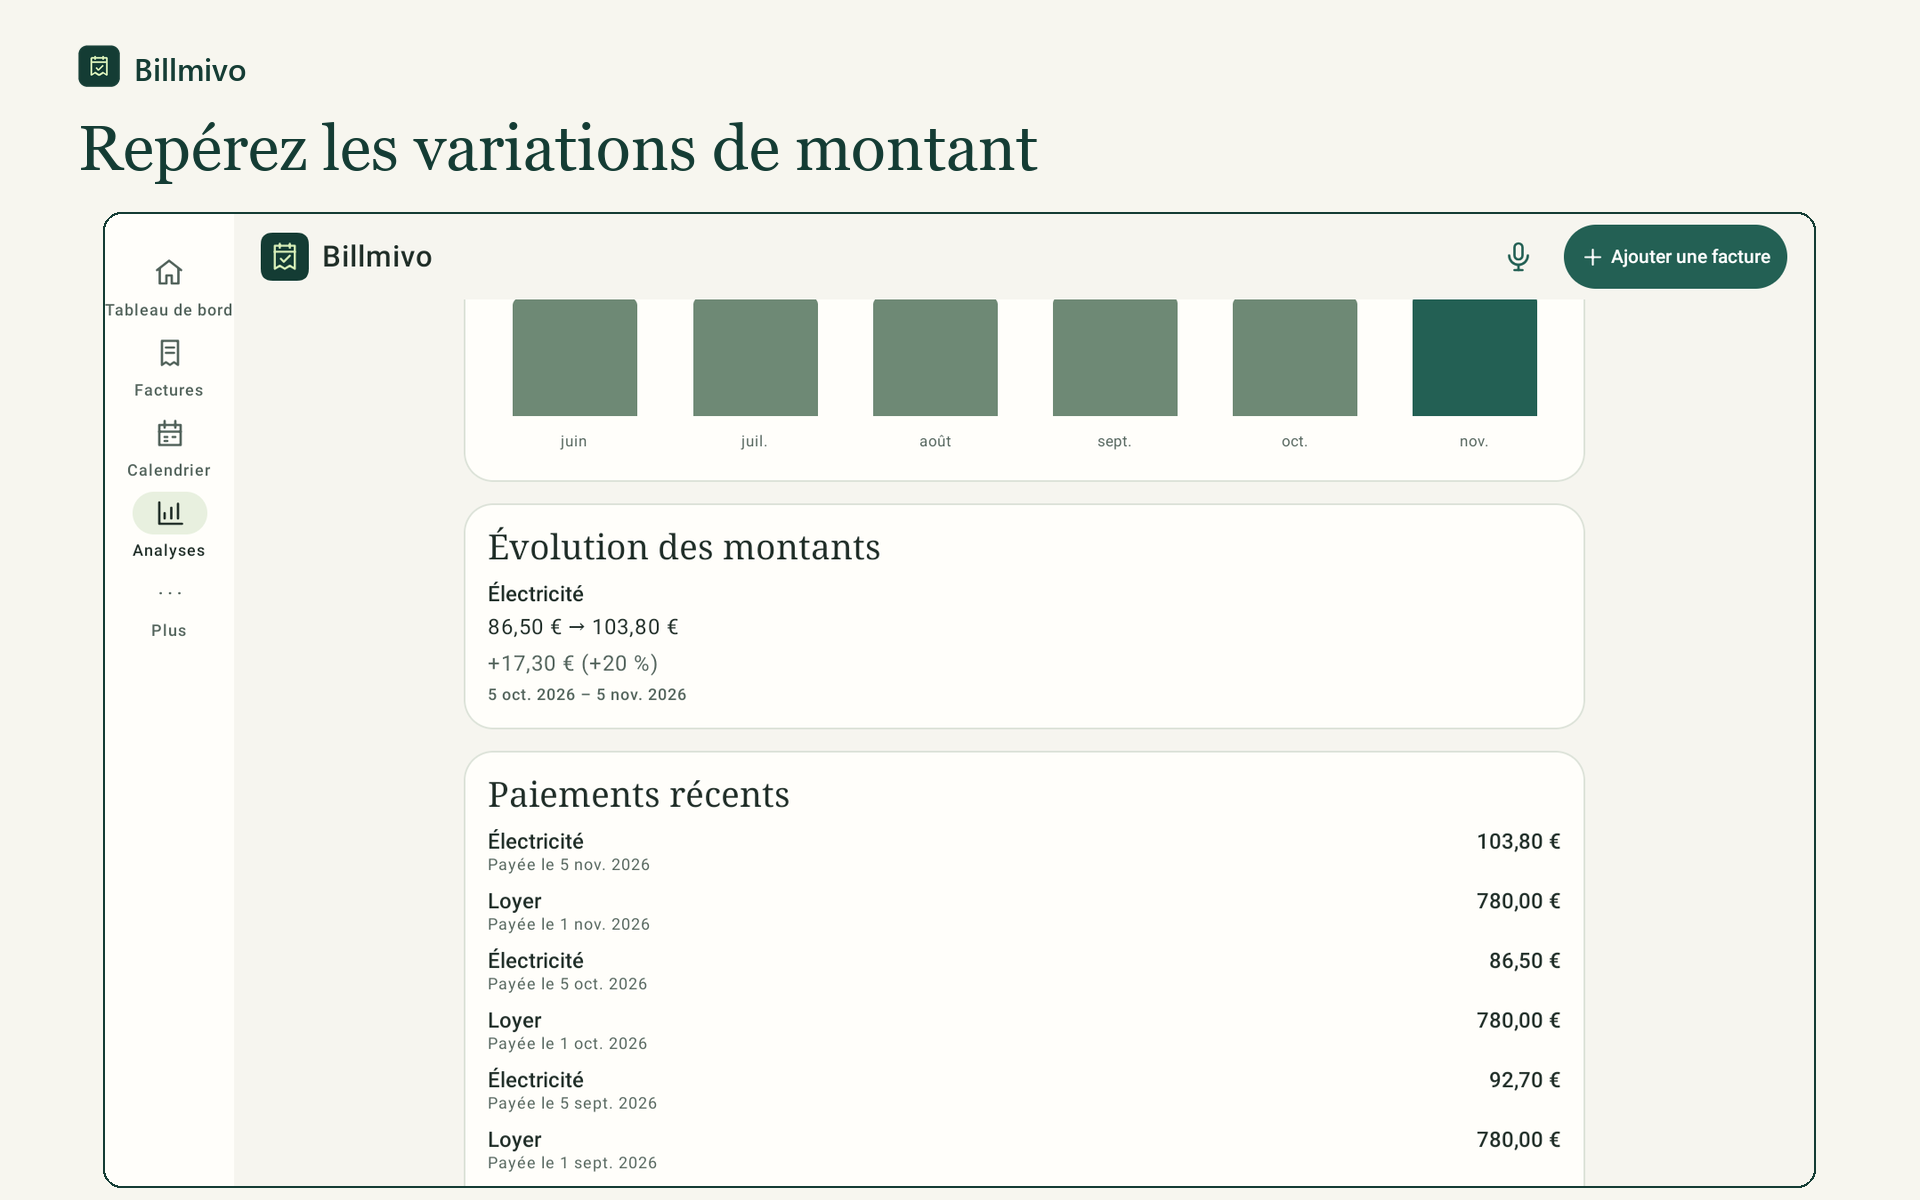 Billmivo
Repérez les variations de montant
Billmivo
Ajouter une facture
Tableau de bord
Factures
Calendrier
Analyses
Plus
juin
juil.
août
sept.
oct.
nov.
Évolution des montants
Électricité
86,50 € → 103,80 €
+17,30 € (+20 %)
5 oct. 2026 – 5 nov. 2026
Paiements récents
Électricité
103,80 €
Payée le 5 nov. 2026
Loyer
780,00 €
Payée le 1 nov. 2026
Électricité
86,50 €
Payée le 5 oct. 2026
Loyer
780,00 €
Payée le 1 oct. 2026
Électricité
92,70 €
Payée le 5 sept. 2026
Loyer
780,00 €
Payée le 1 sept. 2026